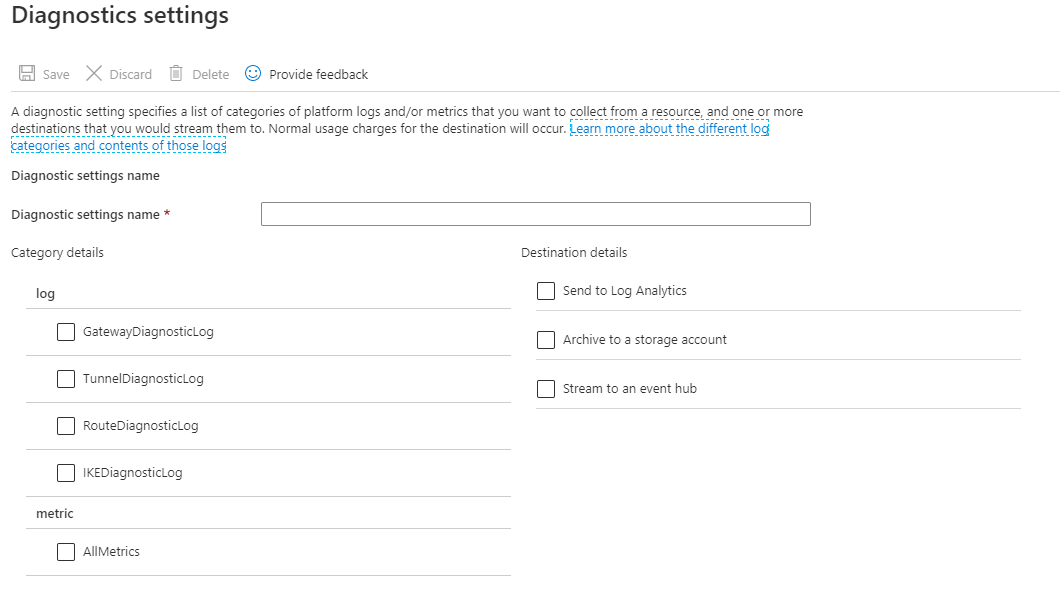 Diagnostics settings
Save Discard Delete Provide feedback
A diagnostic setting specifies a list of categories of platform logs and/or metrics that you want to collect from a resource, and one or more
destinations that you would stream them to. Normal usage charges for the destination will occur. Learn more about the different log
categories and contents of those logs
Diagnostic settings name
Diagnostic settings name *
Category details
log
GatewayDiagnosticLog
TunnelDiagnosticLog
RouteDiagnosticLog
IKEDiagnosticLog
metric
AllMetrics
Destination details
Send to Log Analytics
Archive to a storage account
Stream to an event hub